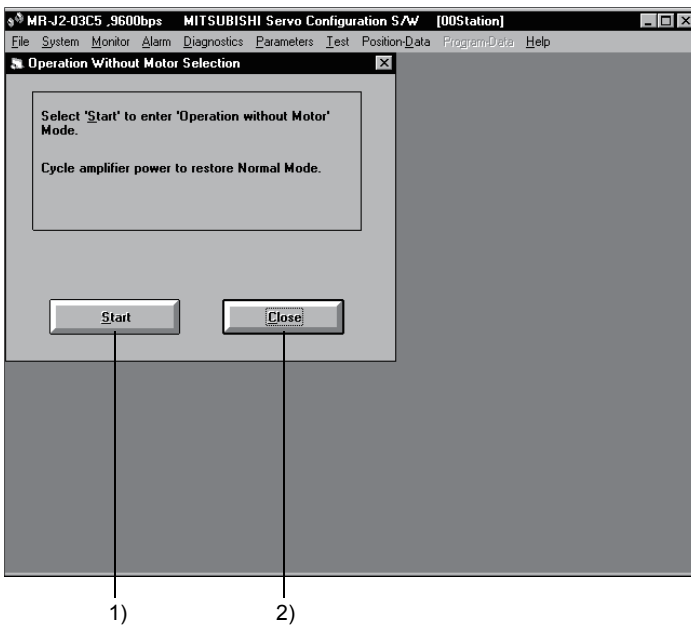 MR-J2-03C5 ,9600bps MITSUBISHI Servo Configuration S/W [00Station]
File System Monitor Alarm Diagnostics Parameters Test Position-Data Program-Data Help
Operation Without Motor Selection
Select 'Start' to enter 'Operation without Motor'
Mode.
Cycle amplifier power to restore Normal Mode.
Start Close
1) 2)